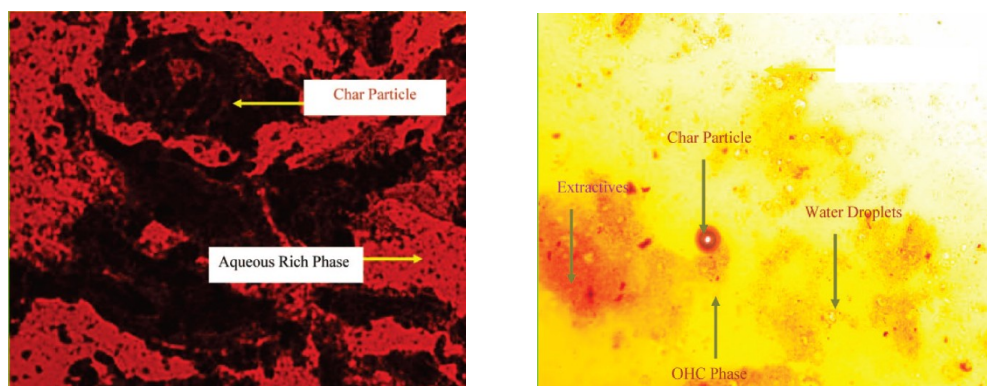 Char Particle
Aqueous Rich Phase
Char Particle
Extractives
Water Droplets
OHC Phase